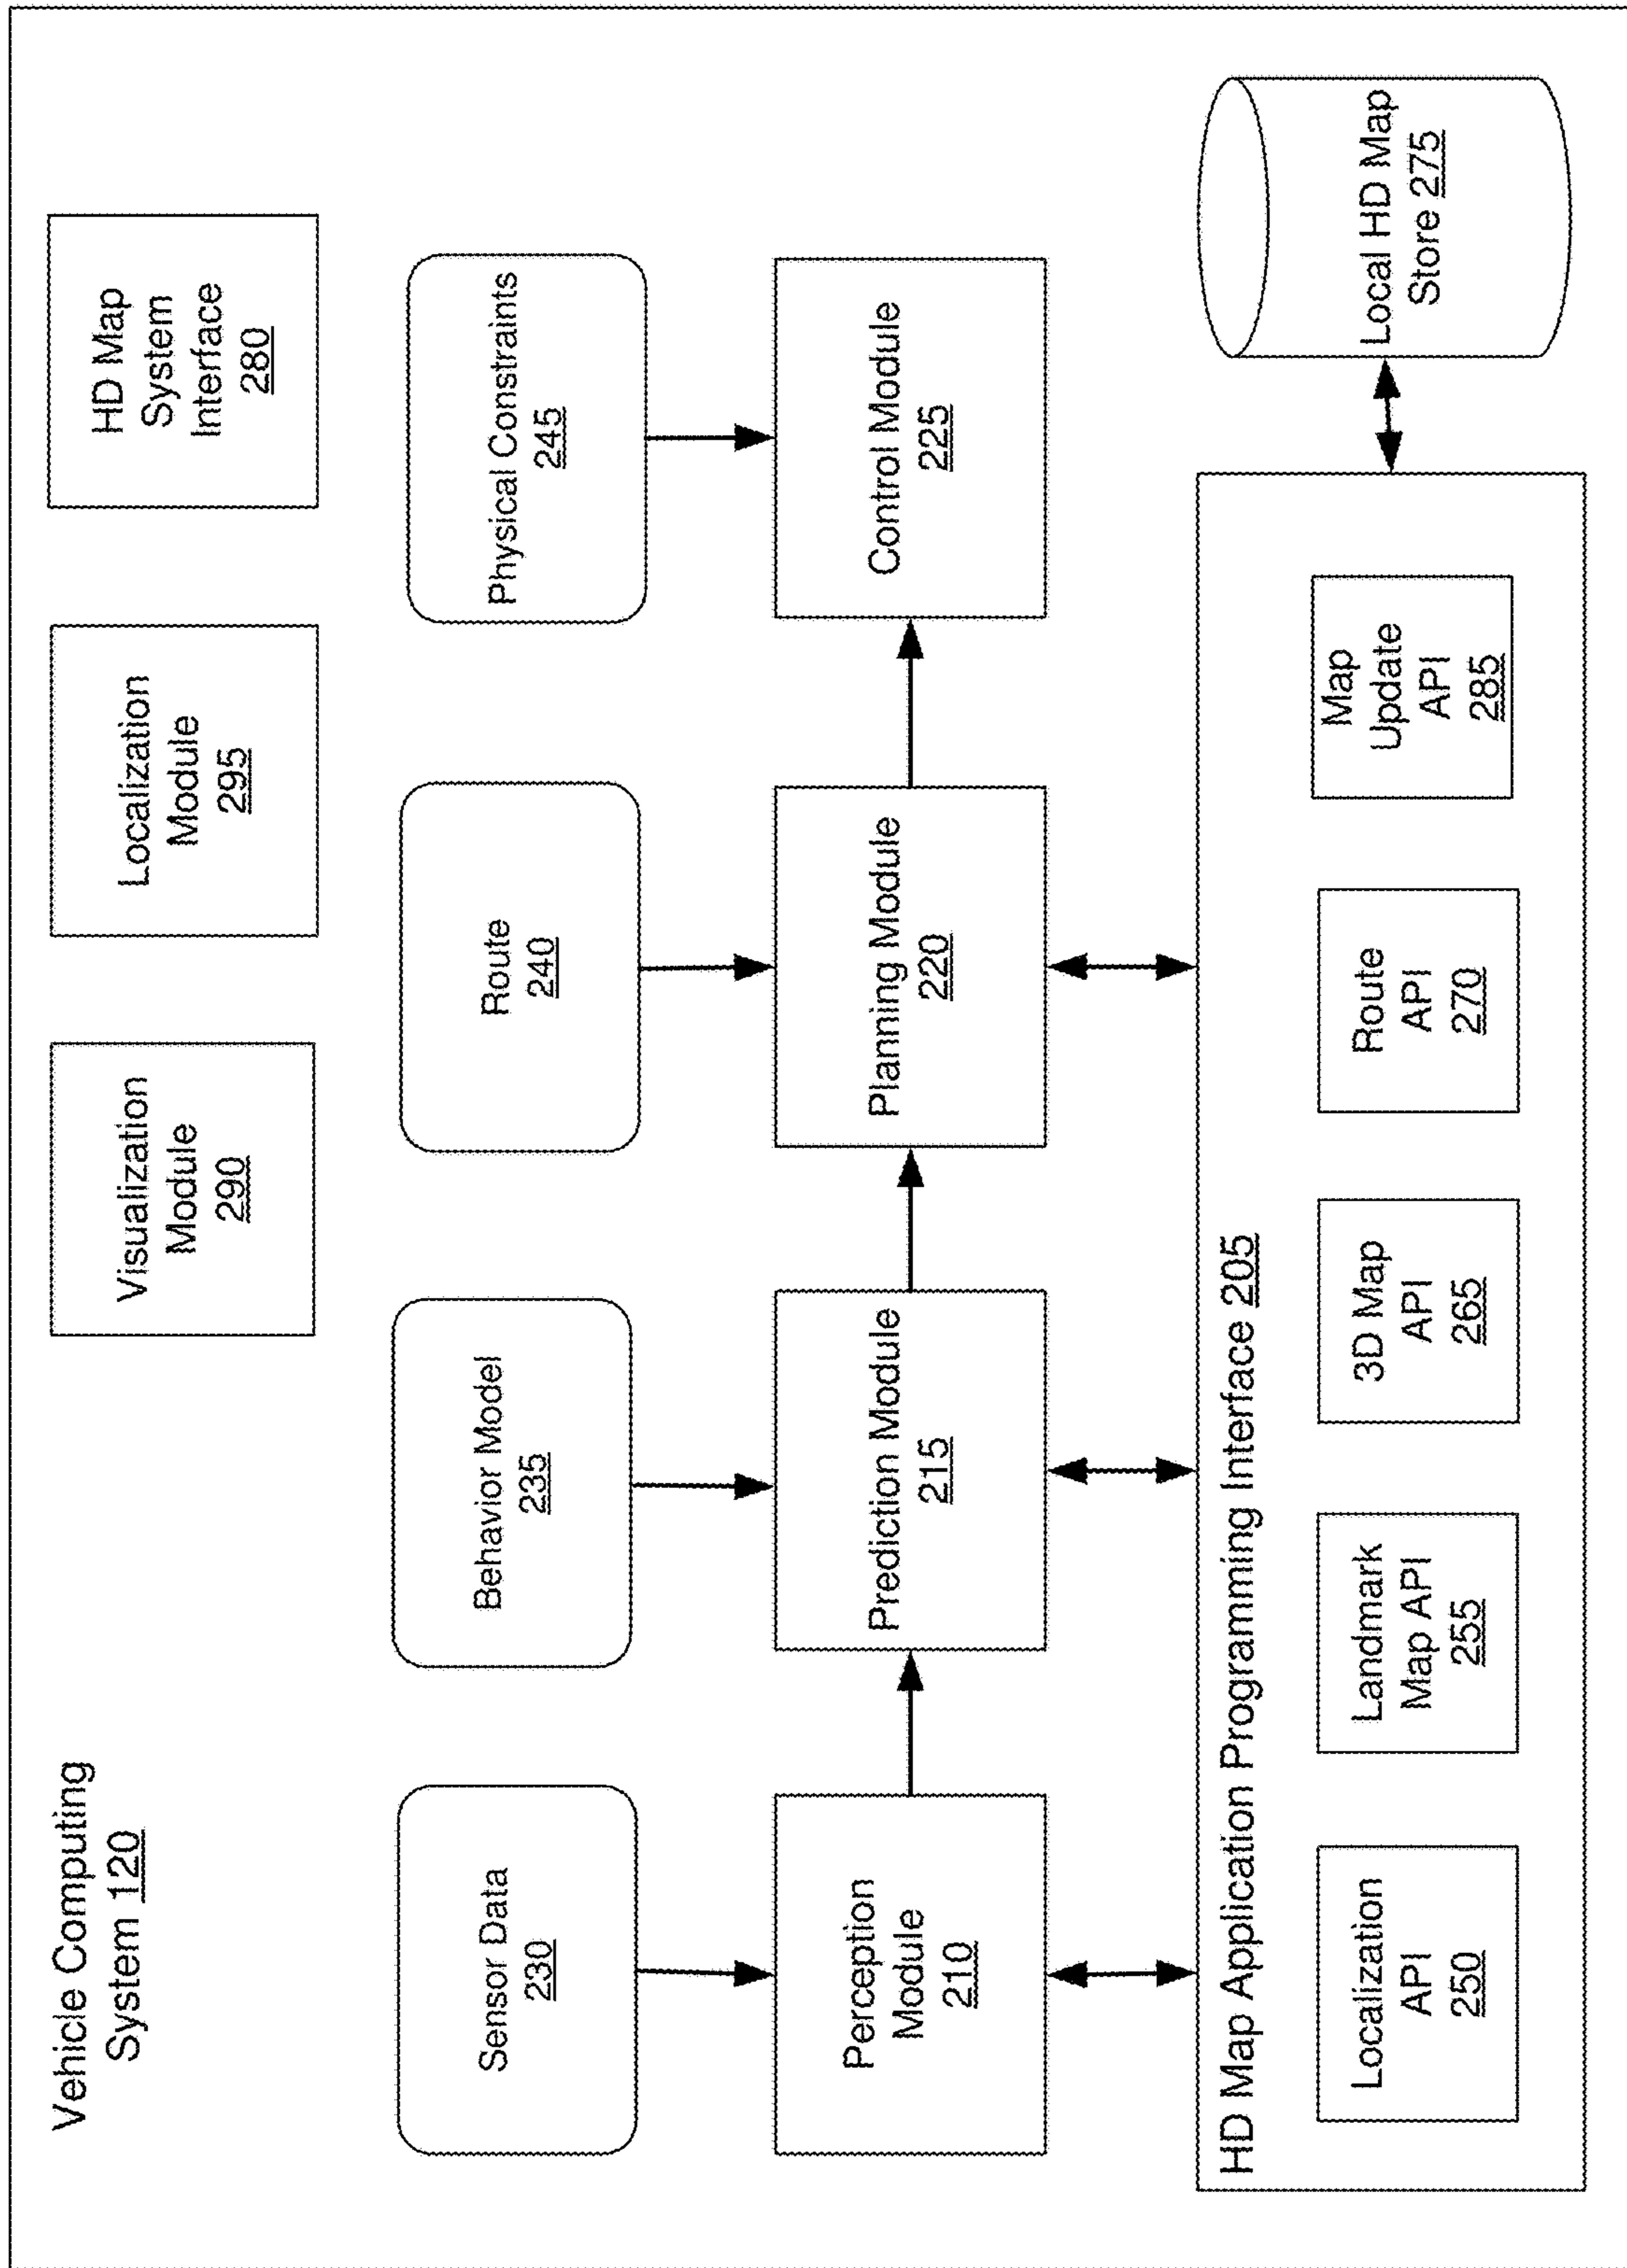 Vehicle Computing
System 120
Visualization
Module
290
Localization
Module
295
HD Map
System
Interface
280
Sensor Data
230
Behavior Model
235
Route
240
Physical Constraints
245
Perception
Module
210
Prediction Module
215
Planning Module
220
Control Module
225
HD Map Application Programming Interface 205
Localization
API
250
Landmark
Map API
255
3D Map
API
265
Route
API
270
Map
Update
API
285
Local HD Map
Store 275